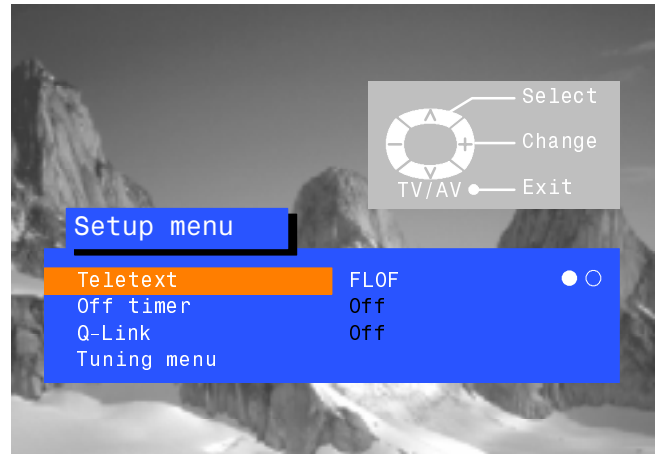 Select
Change
TV/AV Exit
Setup menu
Teletext FLOF
Off timer Off
Q-Link Off
Tuning menu